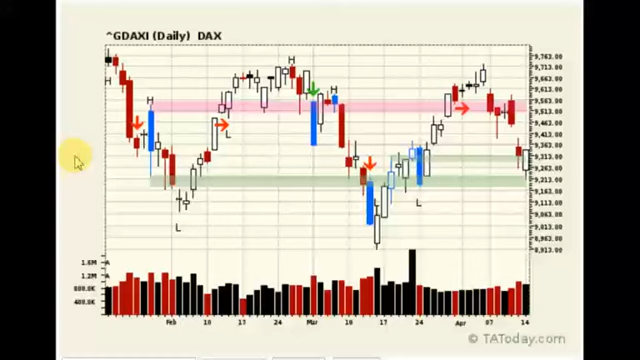 ^GDAXI (Daily) DAX
9,763.00
9,713.00
9,663.00
9,613.00
9,563.00
9,513.00
9,463.00
9,413.00
9,363.00
9,313.00
9,263.00
9,213.00
9,163.00
9,113.00
9,063.00
9,013.00
8,963.00
8,913.00
H
H
H
H
L
L
L
L
1.6M
1.2M
800.0K
400.0K
Feb 10 18 24 Mar 10 18 24 Apr 07 14
© TAToday.com